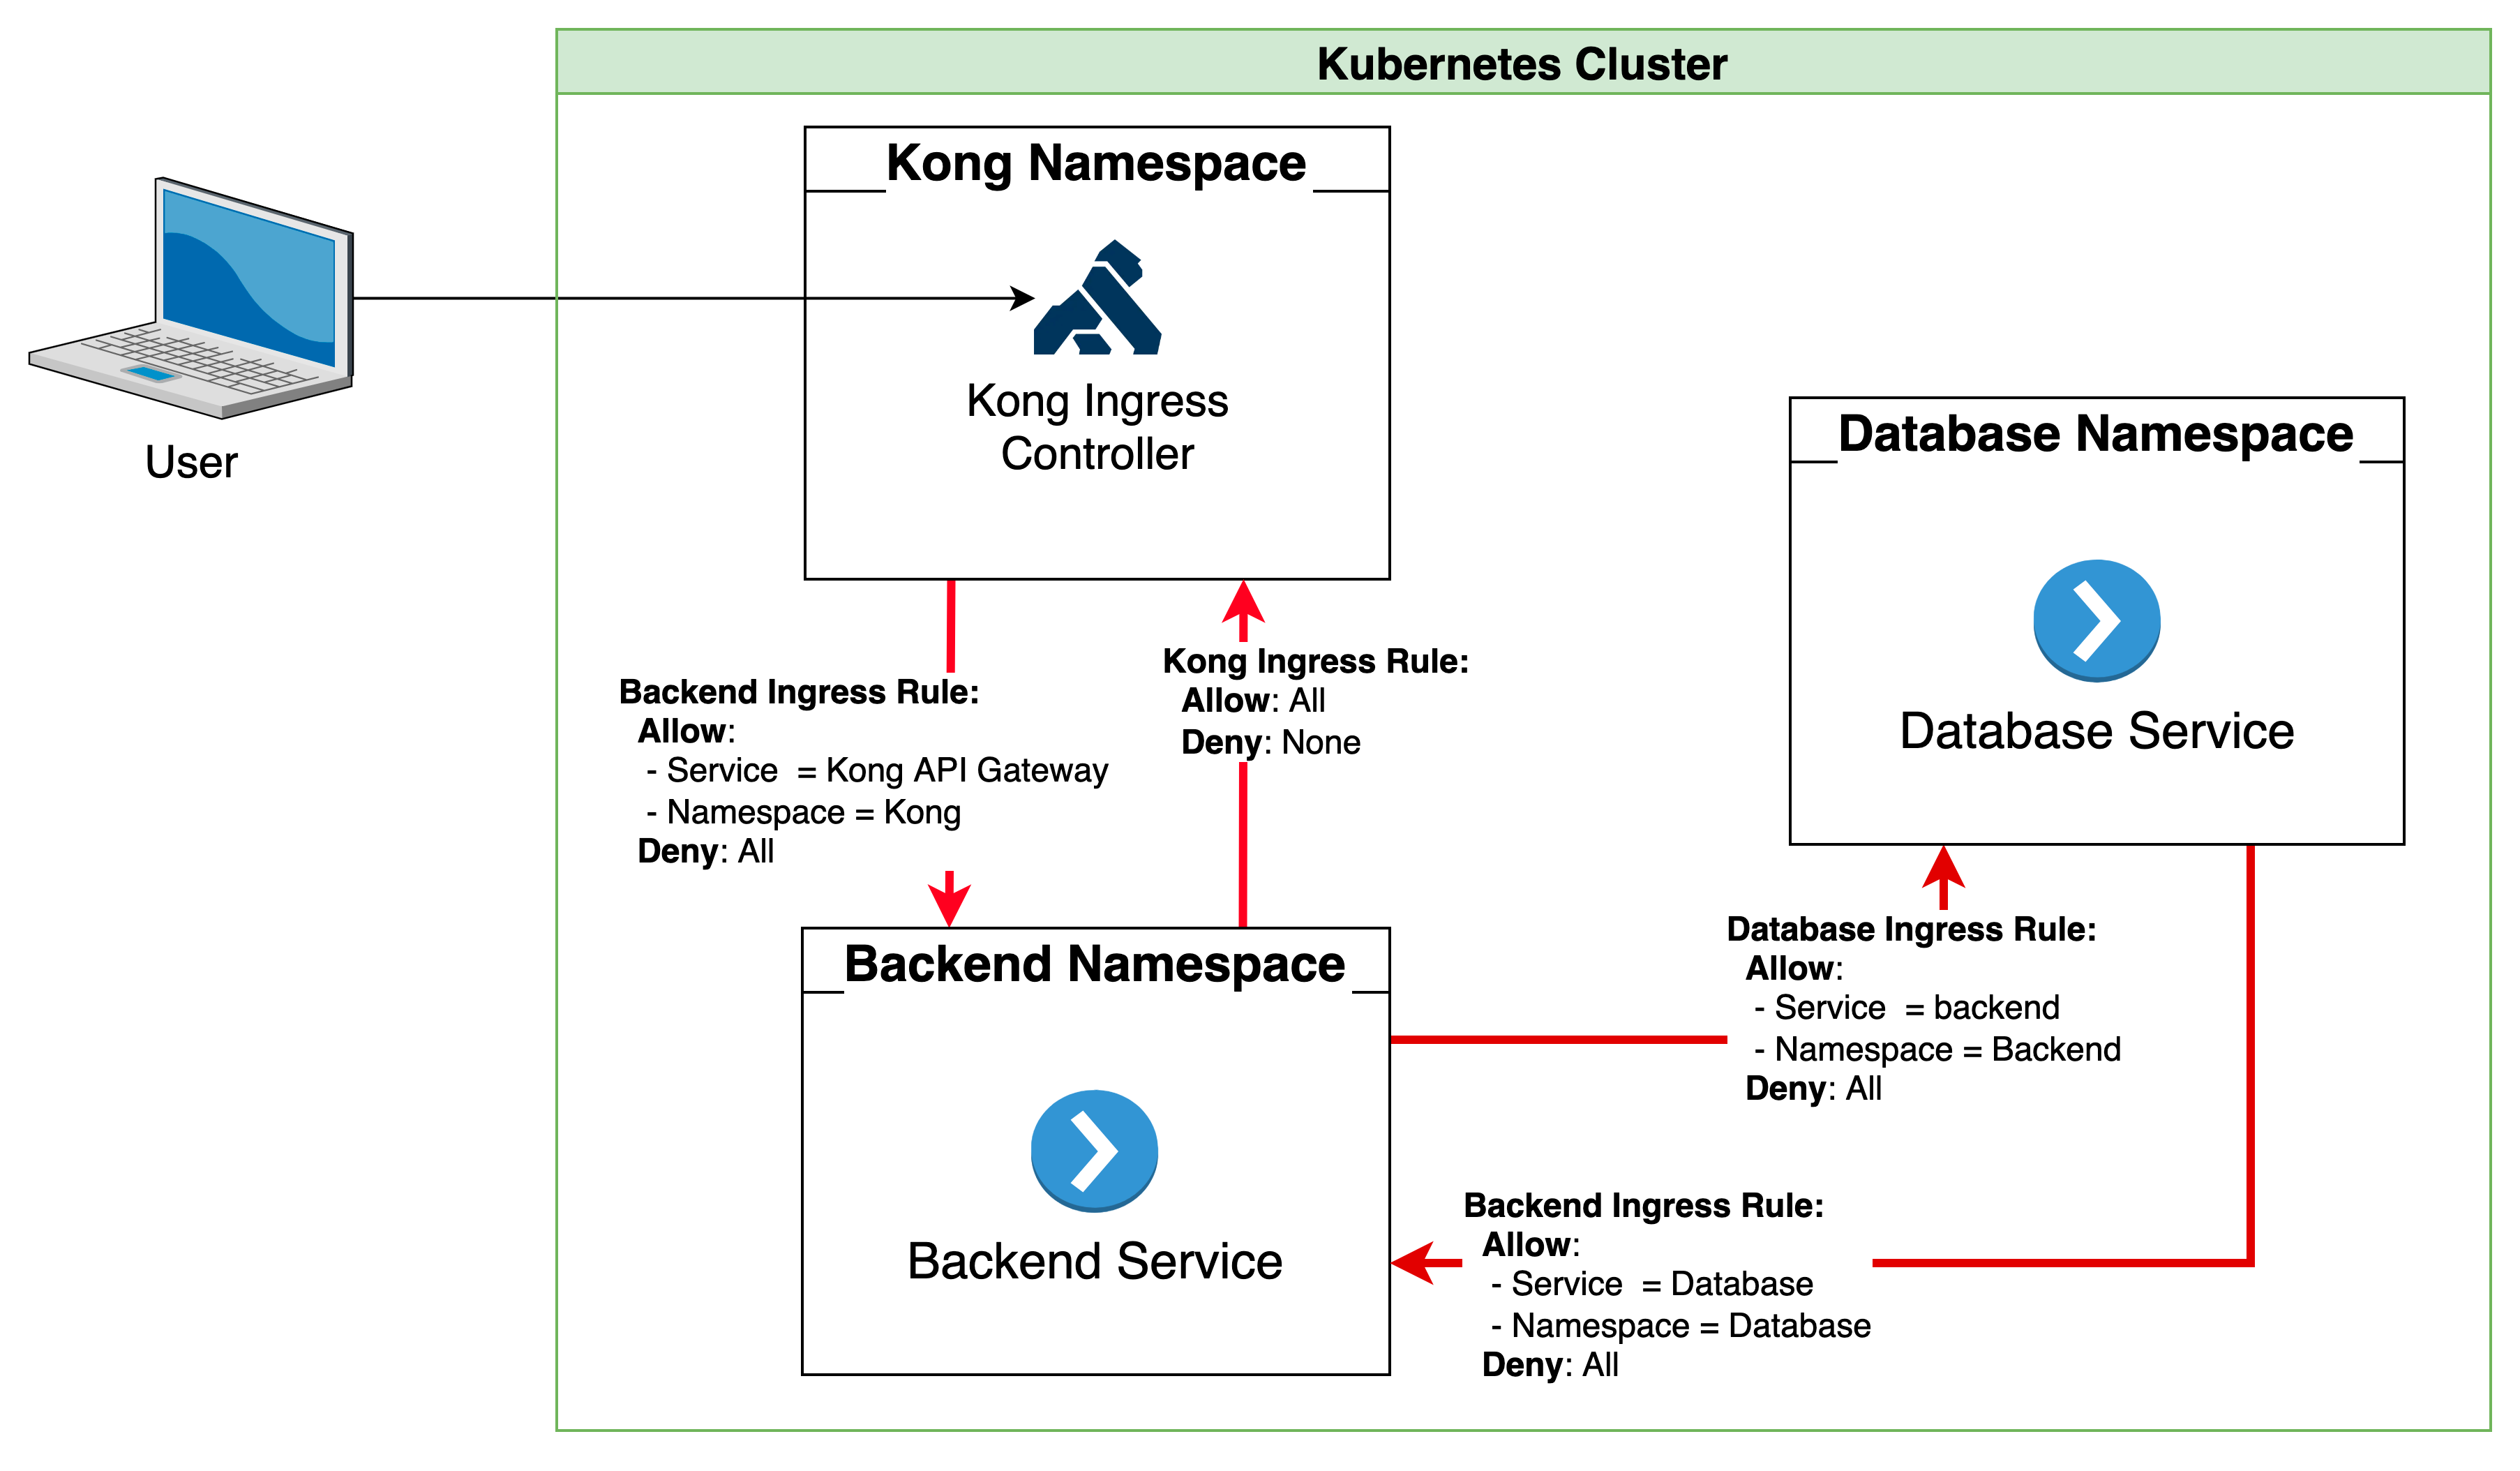 Kubernetes Cluster
Kong Namespace
Kong Ingress
Controller
User
Database Namespace
Database Service
Backend Ingress Rule:
Allow:
- Service  = Kong API Gateway
- Namespace = Kong
Deny: All
Kong Ingress Rule:
Allow: All
Deny: None
Backend Namespace
Backend Service
Database Ingress Rule:
Allow:
- Service  = backend
- Namespace = Backend
Deny: All
Backend Ingress Rule:
Allow:
- Service  = Database
- Namespace = Database
Deny: All